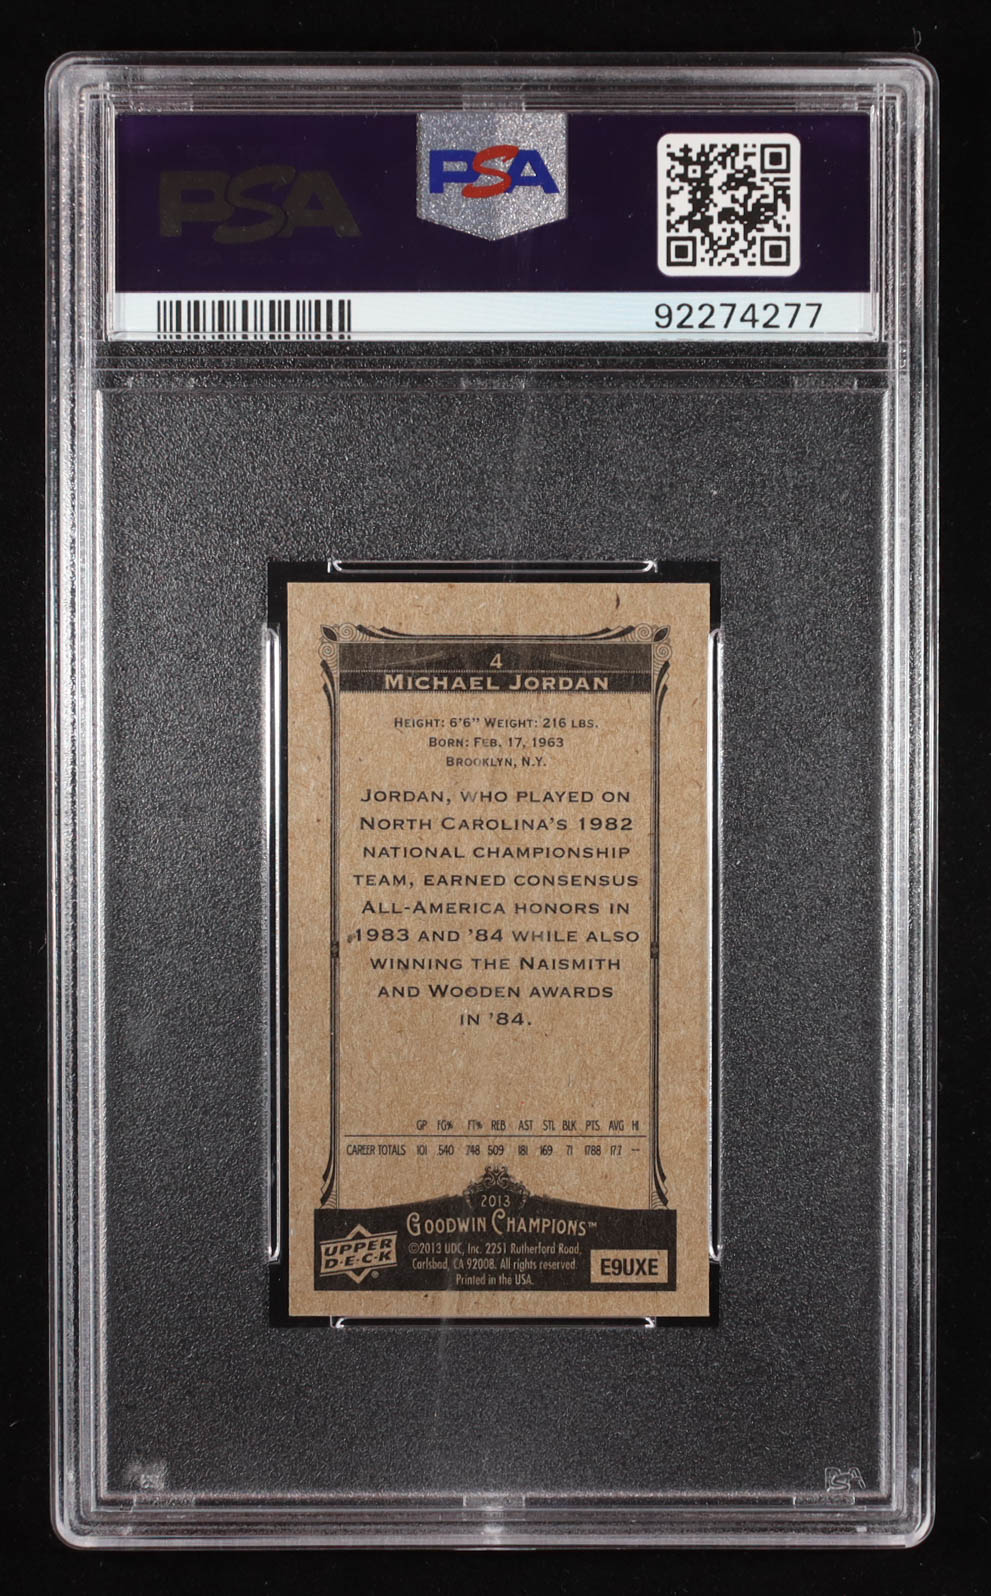 PSA
PSA
92274277
4
MICHAEL JORDAN
HEIGHT: 6'6" WEIGHT: 216 LBS.
BORN: FEB. 17, 1963
BROOKLYN, N.Y.
JORDAN, WHO PLAYED ON
NORTH CAROLINA'S 1982
NATIONAL CHAMPIONSHIP
TEAM, EARNED CONSENSUS
ALL-AMERICA HONORS IN
1983 AND '84 WHILE ALSO
WINNING THE NAISMITH
AND WOODEN AWARDS
IN '84.
GP FG% FT% REB AST STL BLK PTS AVG HI
CAREER TOTALS 101 .540 .748 509 181 169 71 1788 17.7 --
2013
GOODWIN CHAMPIONS™
UPPER
D·E·C·K
©2013 UDC, Inc. 2251 Rutherford Road,
Carlsbad, CA 92008. All rights reserved.
Printed in the USA.
E9UXE
PSA